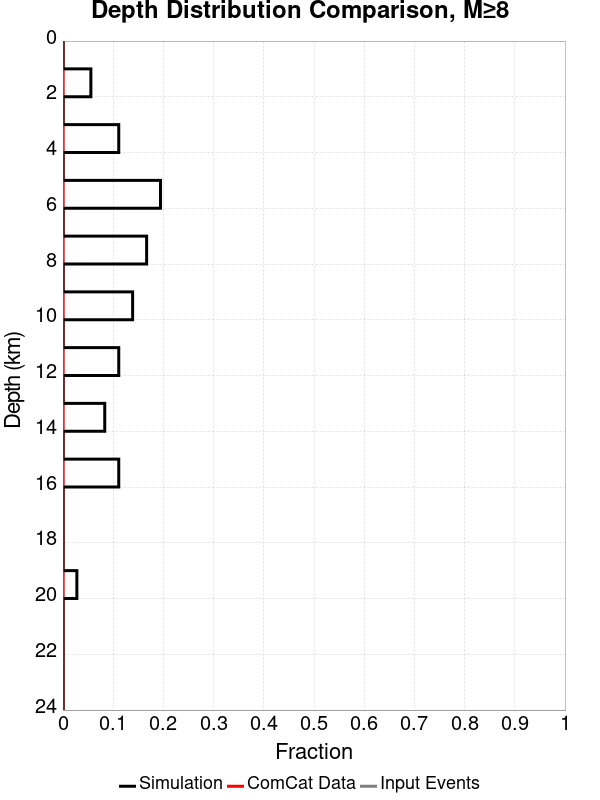 Depth Distribution Comparison, M≥8
0
2
4
6
8
10
12
14
16
18
20
22
24
Depth (km)
0 0.1 0.2 0.3 0.4 0.5 0.6 0.7 0.8 0.9 1
Fraction
Simulation ComCat Data Input Events